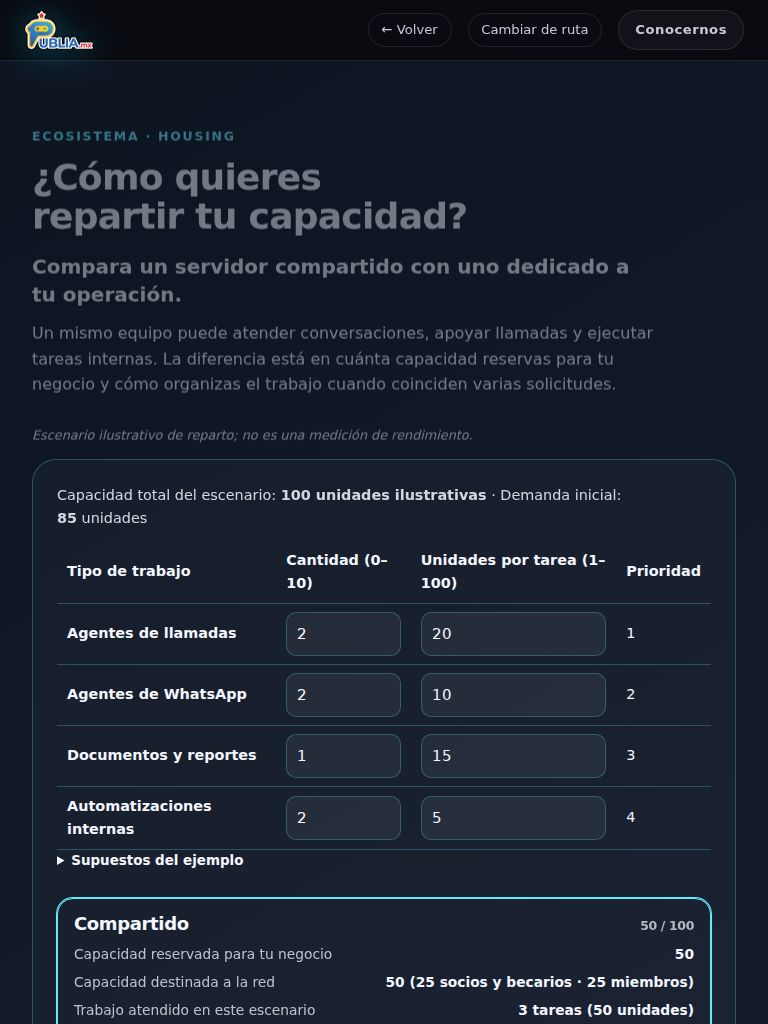 PUBLIA.mx
← Volver
Cambiar de ruta
Conocernos
ECOSISTEMA · HOUSING
¿Cómo quieres
repartir tu capacidad?
Compara un servidor compartido con uno dedicado a
tu operación.
Un mismo equipo puede atender conversaciones, apoyar llamadas y ejecutar
tareas internas. La diferencia está en cuánta capacidad reservas para tu
negocio y cómo organizas el trabajo cuando coinciden varias solicitudes.
Escenario ilustrativo de reparto; no es una medición de rendimiento.
Capacidad total del escenario: 100 unidades ilustrativas · Demanda inicial:
85 unidades
Tipo de trabajo Cantidad (0–10) Unidades por tarea (1–100) Prioridad
Agentes de llamadas 2 20 1
Agentes de WhatsApp 2 10 2
Documentos y reportes 1 15 3
Automatizaciones internas 2 5 4
▶ Supuestos del ejemplo
Compartido 50 / 100
Capacidad reservada para tu negocio 50
Capacidad destinada a la red 50 (25 socios y becarios · 25 miembros)
Trabajo atendido en este escenario 3 tareas (50 unidades)